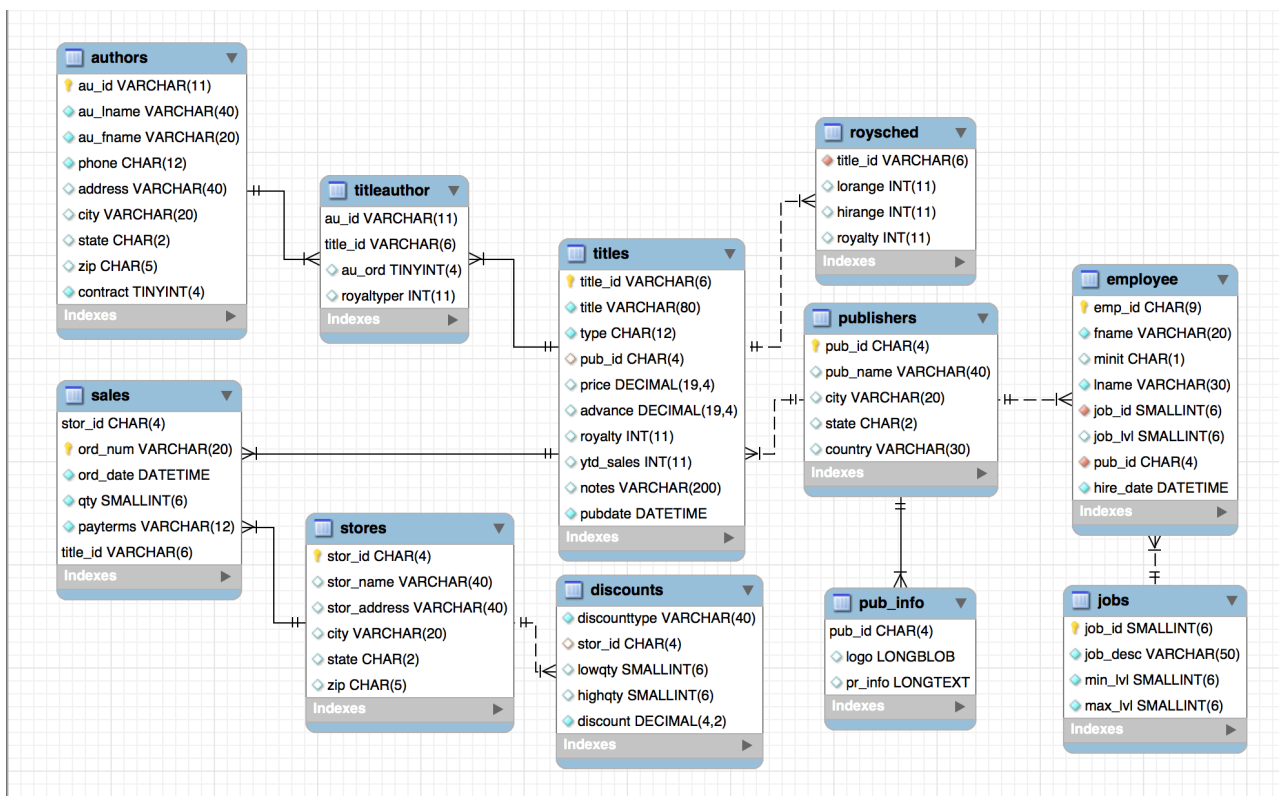 authors
au_id VARCHAR(11)
au_lname VARCHAR(40)
au_fname VARCHAR(20)
phone CHAR(12)
address VARCHAR(40)
city VARCHAR(20)
state CHAR(2)
zip CHAR(5)
contract TINYINT(4)
Indexes
titleauthor
au_id VARCHAR(11)
title_id VARCHAR(6)
au_ord TINYINT(4)
royaltyper INT(11)
Indexes
titles
title_id VARCHAR(6)
title VARCHAR(80)
type CHAR(12)
pub_id CHAR(4)
price DECIMAL(19,4)
advance DECIMAL(19,4)
royalty INT(11)
ytd_sales INT(11)
notes VARCHAR(200)
pubdate DATETIME
Indexes
roysched
title_id VARCHAR(6)
lorange INT(11)
hirange INT(11)
royalty INT(11)
Indexes
publishers
pub_id CHAR(4)
pub_name VARCHAR(40)
city VARCHAR(20)
state CHAR(2)
country VARCHAR(30)
Indexes
employee
emp_id CHAR(9)
fname VARCHAR(20)
minit CHAR(1)
lname VARCHAR(30)
job_id SMALLINT(6)
job_lvl SMALLINT(6)
pub_id CHAR(4)
hire_date DATETIME
Indexes
sales
stor_id CHAR(4)
ord_num VARCHAR(20)
ord_date DATETIME
qty SMALLINT(6)
payterms VARCHAR(12)
title_id VARCHAR(6)
Indexes
stores
stor_id CHAR(4)
stor_name VARCHAR(40)
stor_address VARCHAR(40)
city VARCHAR(20)
state CHAR(2)
zip CHAR(5)
Indexes
discounts
discounttype VARCHAR(40)
stor_id CHAR(4)
lowqty SMALLINT(6)
highqty SMALLINT(6)
discount DECIMAL(4,2)
Indexes
pub_info
pub_id CHAR(4)
logo LONGBLOB
pr_info LONGTEXT
Indexes
jobs
job_id SMALLINT(6)
job_desc VARCHAR(50)
min_lvl SMALLINT(6)
max_lvl SMALLINT(6)
Indexes